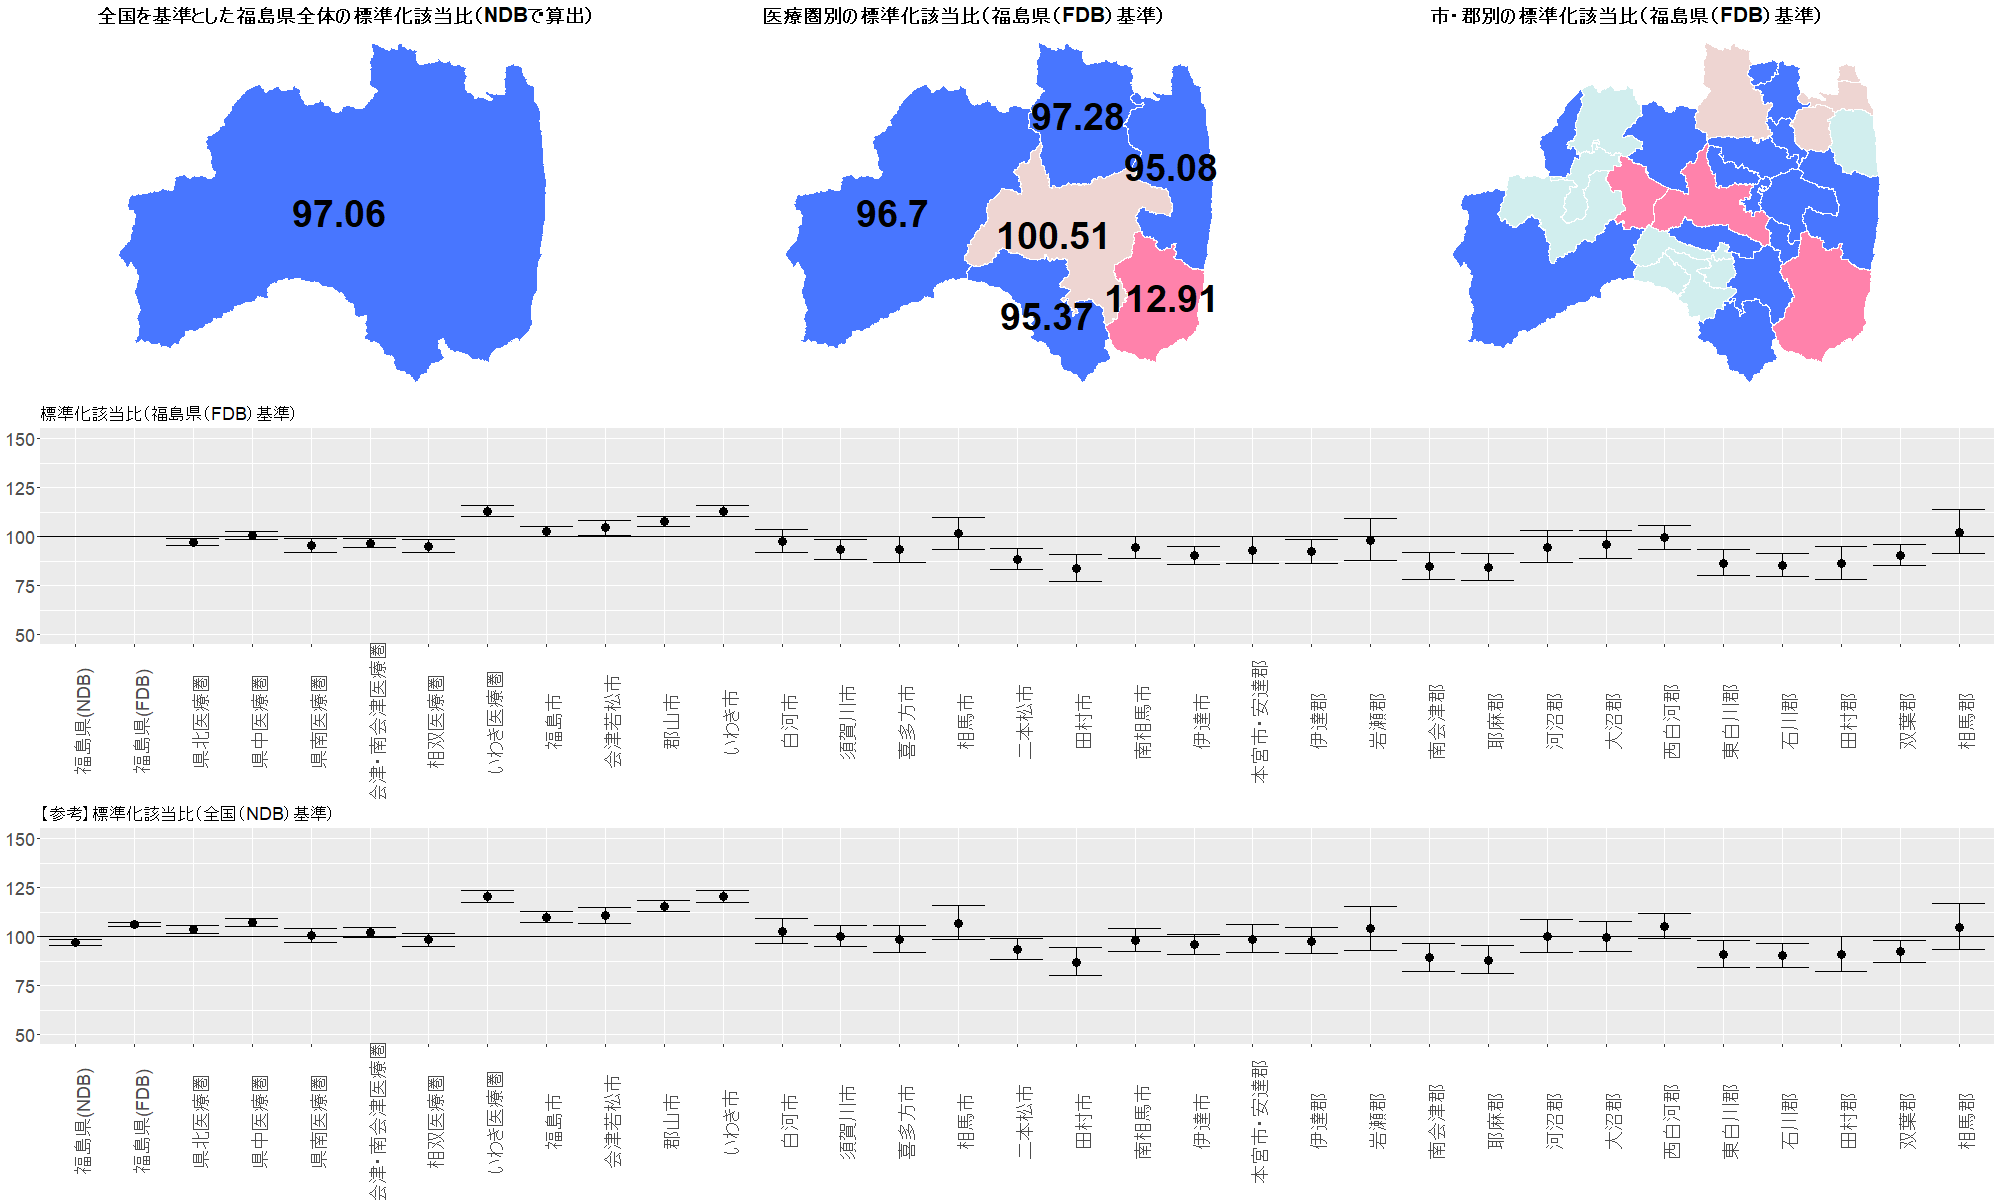 全国を基準とした福島県全体の標準化該当比（NDBで算出）
医療圏別の標準化該当比（福島県（FDB）基準）
市・郡別の標準化該当比（福島県（FDB）基準）
97.06
97.28
95.08
96.7
100.51
112.91
95.37
標準化該当比（福島県（FDB）基準）
150
125
100
75
50
福島県(NDB)
福島県(FDB)
県北医療圏
県中医療圏
県南医療圏
会津・南会津医療圏
相双医療圏
いわき医療圏
福島市
会津若松市
郡山市
いわき市
白河市
須賀川市
喜多方市
相馬市
二本松市
田村市
南相馬市
伊達市
本宮市・安達郡
伊達郡
岩瀬郡
南会津郡
耶麻郡
河沼郡
大沼郡
西白河郡
東白川郡
石川郡
田村郡
双葉郡
相馬郡
【参考】標準化該当比（全国（NDB）基準）
150
125
100
75
50
福島県(NDB)
福島県(FDB)
県北医療圏
県中医療圏
県南医療圏
会津・南会津医療圏
相双医療圏
いわき医療圏
福島市
会津若松市
郡山市
いわき市
白河市
須賀川市
喜多方市
相馬市
二本松市
田村市
南相馬市
伊達市
本宮市・安達郡
伊達郡
岩瀬郡
南会津郡
耶麻郡
河沼郡
大沼郡
西白河郡
東白川郡
石川郡
田村郡
双葉郡
相馬郡